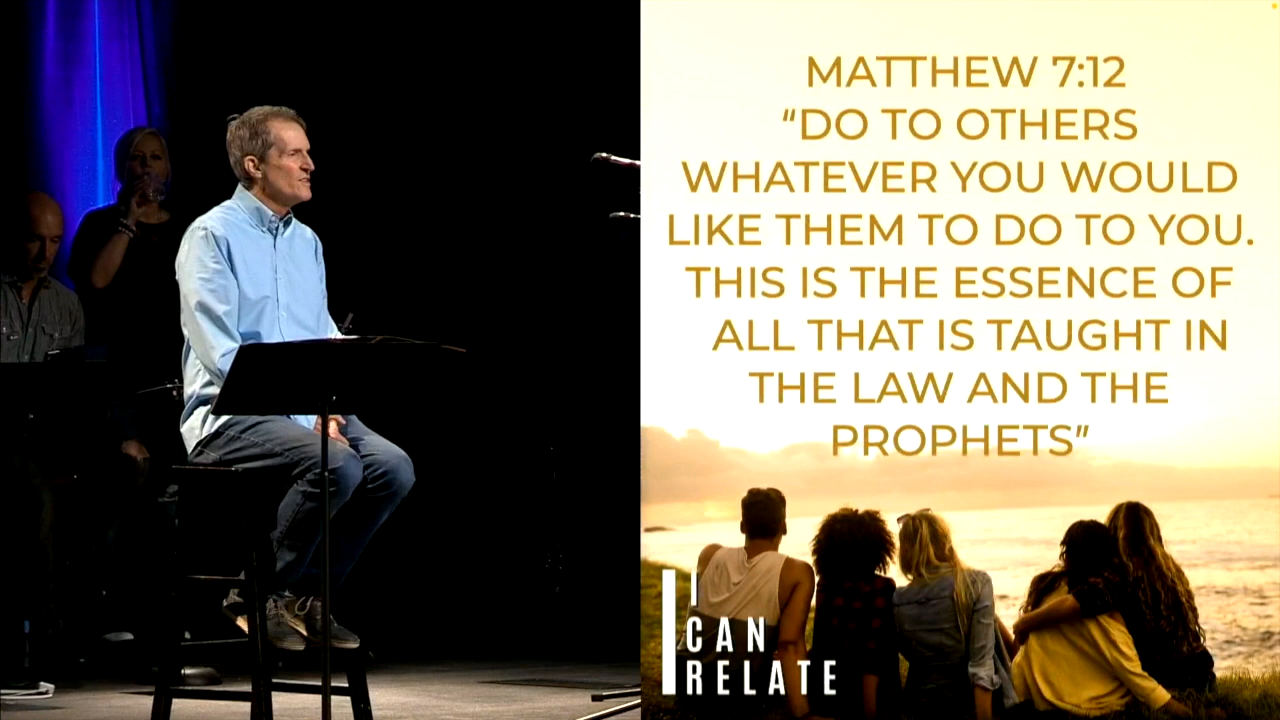 MATTHEW 7:12
“DO TO OTHERS
WHATEVER YOU WOULD
LIKE THEM TO DO TO YOU.
THIS IS THE ESSENCE OF
ALL THAT IS TAUGHT IN
THE LAW AND THE
PROPHETS”
I
CAN
RELATE